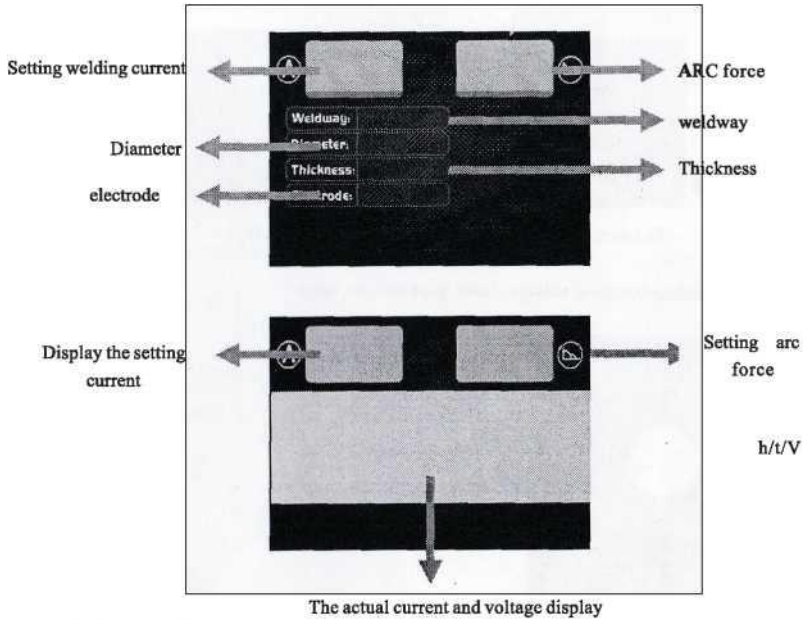 Setting welding current
ARC force
Weldway:
weldway
Diameter
Thickness:
Thickness
electrode
Display the setting
current
Setting arc
force
h/t/V
The actual current and voltage display